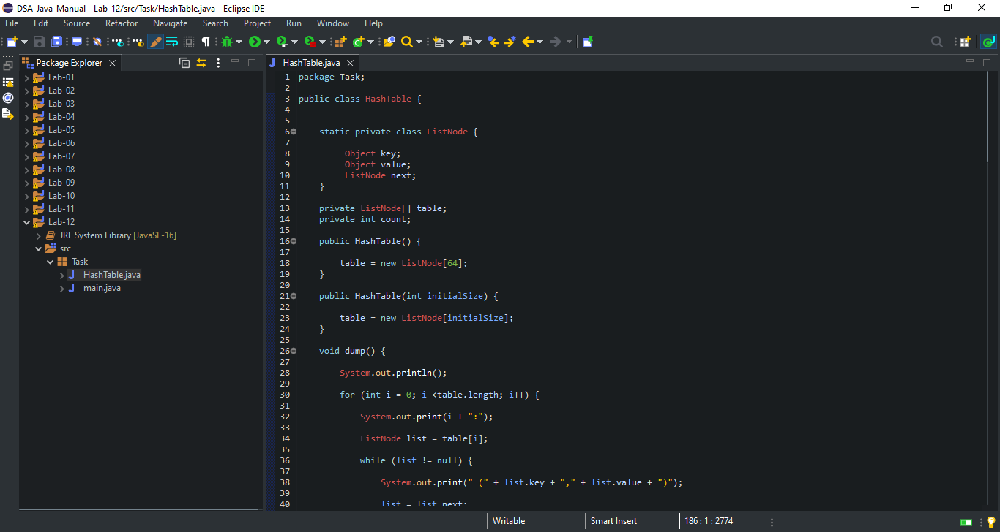 DSA-Java-Manual - Lab-12/src/Task/HashTable.java - Eclipse IDE
File Edit Source Refactor Navigate Search Project Run Window Help
Package Explorer
Lab-01
Lab-02
Lab-03
Lab-04
Lab-05
Lab-06
Lab-07
Lab-08
Lab-09
Lab-10
Lab-11
Lab-12
JRE System Library [JavaSE-16]
src
Task
HashTable.java
main.java
HashTable.java
1 package Task;
2
3 public class HashTable {
4
5
6 static private class ListNode {
7
8 Object key;
9 Object value;
10 ListNode next;
11 }
12
13 private ListNode[] table;
14 private int count;
15
16 public HashTable() {
17
18 table = new ListNode[64];
19 }
20
21 public HashTable(int initialSize) {
22
23 table = new ListNode[initialSize];
24 }
25
26 void dump() {
27
28 System.out.println();
29
30 for (int i = 0; i <table.length; i++) {
31
32 System.out.print(i + ":");
33
34 ListNode list = table[i];
35
36 while (list != null) {
37
38 System.out.print(" (" + list.key + "," + list.value + ")");
39
40 list = list.next;
Writable Smart Insert 186 : 1 : 2774